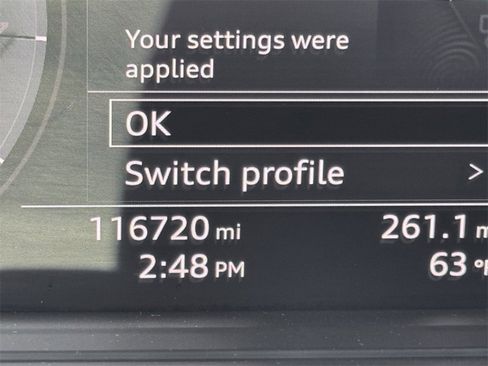 Your settings were
applied
OK
Switch profile >
116720 mi 261.1
2:48 PM 63 °F